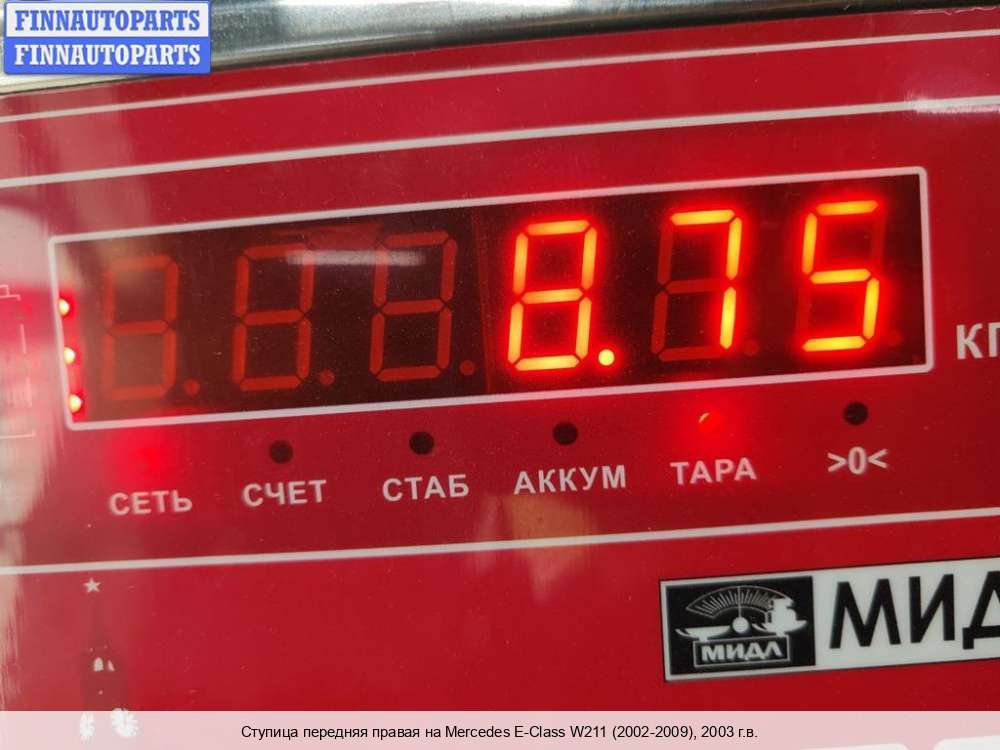 FINNAUTOPARTS
FINNAUTOPARTS
8.75
КГ
СЕТЬ СЧЕТ СТАБ АККУМ ТАРА >0<
МИДЛ
МИДЛ
Ступица передняя правая на Mercedes E-Class W211 (2002-2009), 2003 г.в.